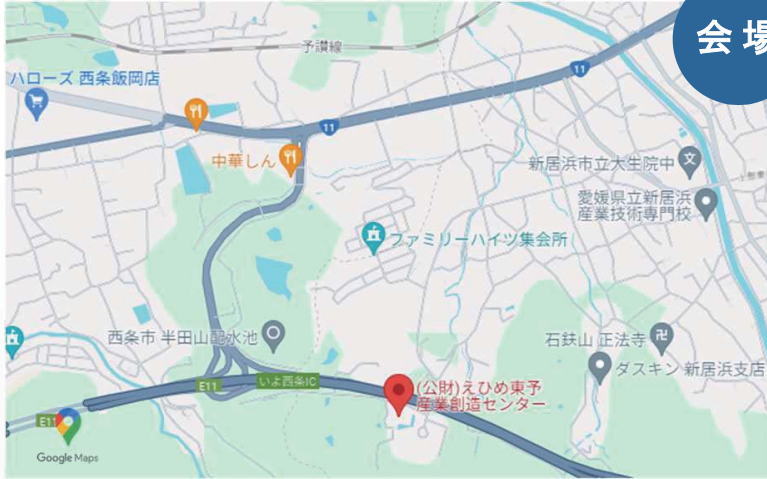 会場
予讃線
11
ハローズ 西条飯岡店
11
中華しん
新居浜市立大生院中
愛媛県立新居浜
産業技術専門校
ファミリーハイツ集会所
西条市 半田山配水池
石鈇山 正法寺
ダスキン 新居浜支店
E11
いよ西条IC
(公財)えひめ東予
産業創造センター
E11
Google Maps